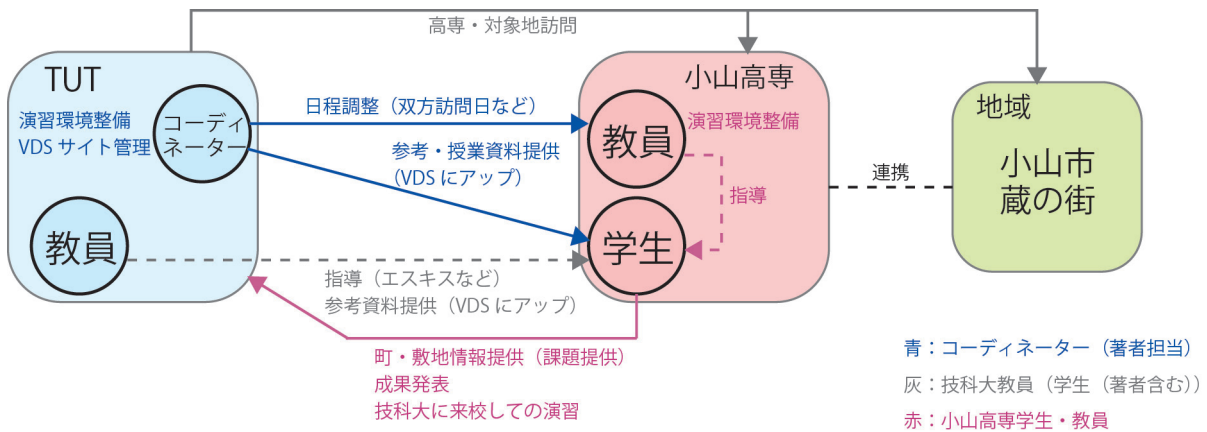 高専・対象地訪問
TUT
演習環境整備
VDS サイト管理
コーディ
ネーター
教員
日程調整（双方訪問日など）
参考・授業資料提供
（VDS にアップ）
指導（エスキスなど）
参考資料提供（VDS にアップ）
町・敷地情報提供（課題提供）
成果発表
技科大に来校しての演習
小山高専
教員
演習環境整備
指導
学生
連携
地域
小山市
蔵の街
青：コーディネーター（著者担当）
灰：技科大教員（学生（著者含む））
赤：小山高専学生・教員